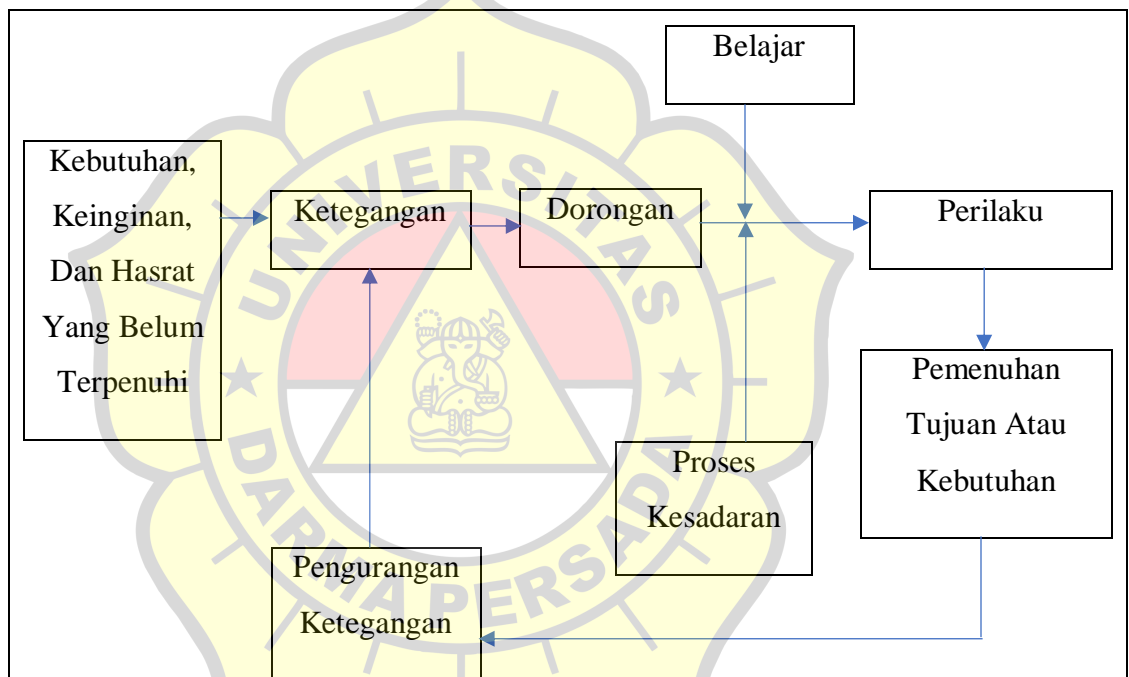 Belajar
Kebutuhan,
Keinginan,
Dan Hasrat
Yang Belum
Terpenuhi
Ketegangan
Dorongan
Perilaku
Pemenuhan
Tujuan Atau
Kebutuhan
Proses
Kesadaran
Pengurangan
Ketegangan
UNIVERSITAS
DARMA PERSADA